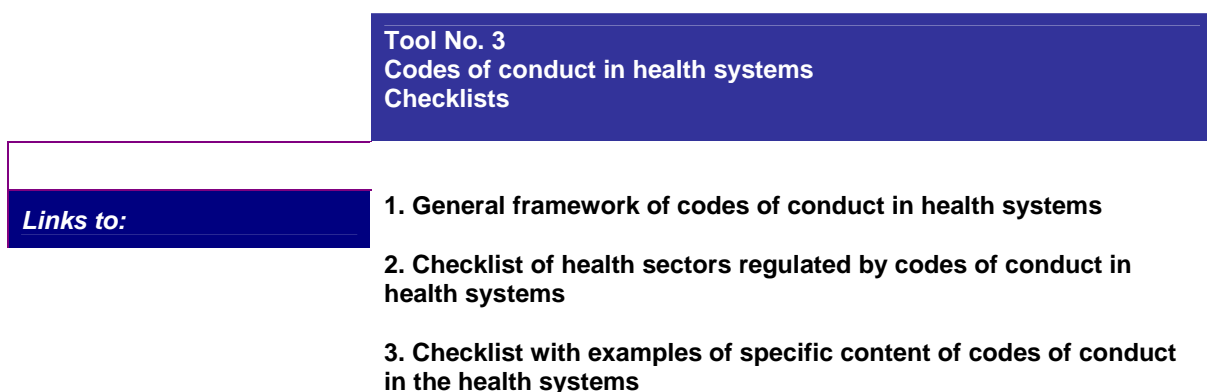 Tool No. 3
Codes of conduct in health systems
Checklists
Links to:
1. General framework of codes of conduct in health systems
2. Checklist of health sectors regulated by codes of conduct in
health systems
3. Checklist with examples of specific content of codes of conduct
in the health systems